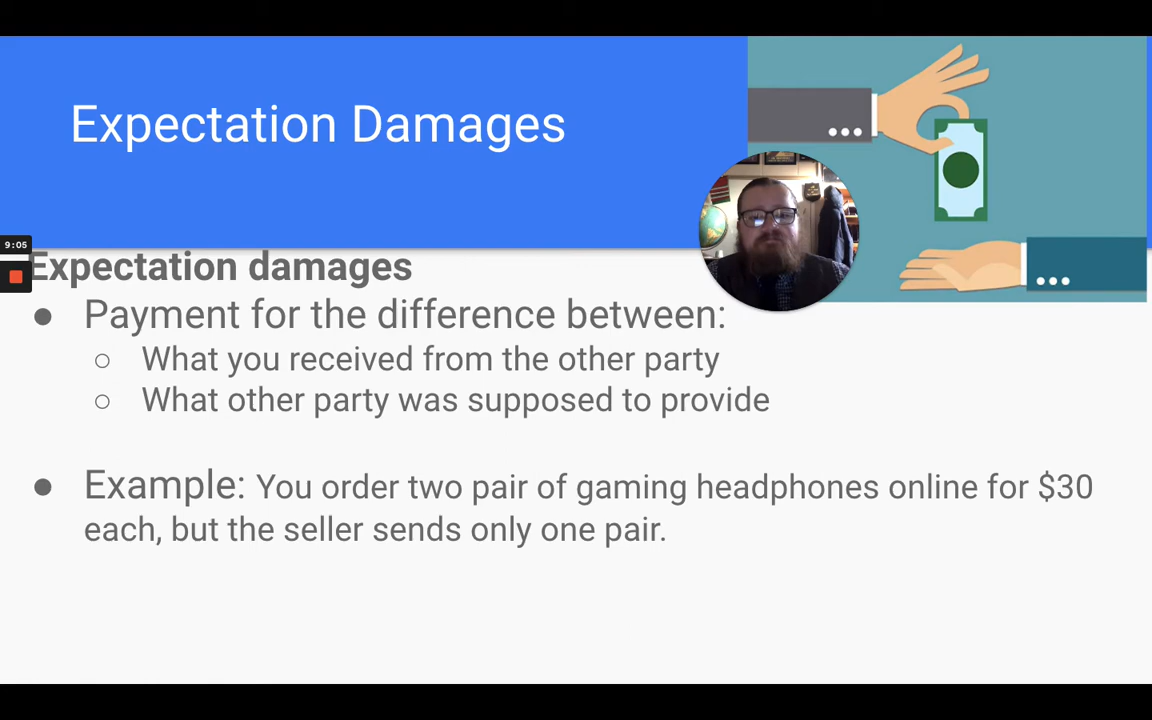 Expectation Damages
9:05
Expectation damages
● Payment for the difference between:
○ What you received from the other party
○ What other party was supposed to provide
● Example: You order two pair of gaming headphones online for $30
each, but the seller sends only one pair.